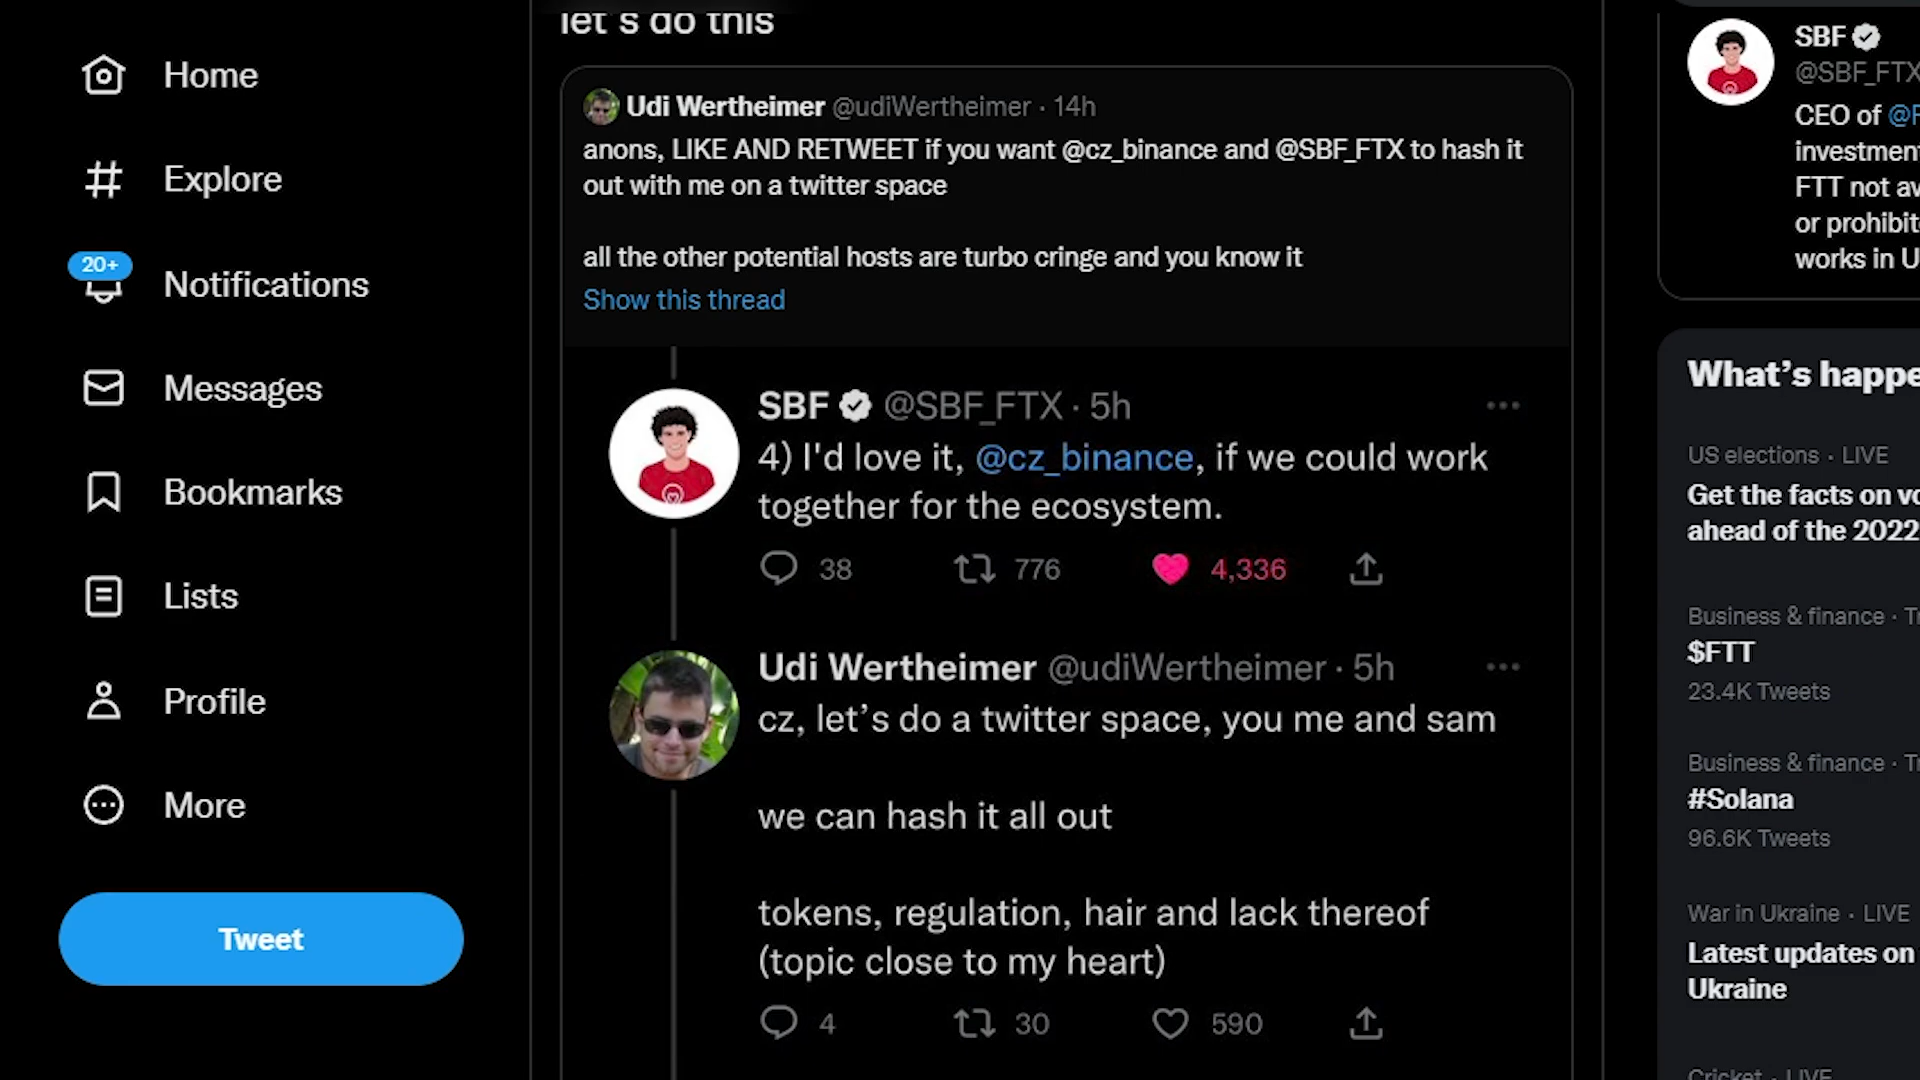 Home
Explore
20+
Notifications
Messages
Bookmarks
Lists
Profile
More
Tweet
let's do this
Udi Wertheimer @udiWertheimer · 14h
anons, LIKE AND RETWEET if you want @cz_binance and @SBF_FTX to hash it
out with me on a twitter space
all the other potential hosts are turbo cringe and you know it
Show this thread
SBF @SBF_FTX · 5h
4) I'd love it, @cz_binance, if we could work
together for the ecosystem.
38 776 4,336
Udi Wertheimer @udiWertheimer · 5h
cz, let's do a twitter space, you me and sam
we can hash it all out
tokens, regulation, hair and lack thereof
(topic close to my heart)
4 30 590
SBF
@SBF_FTX
CEO of
investment
FTT not
works in
What's
US elections · LIVE
Get the facts on
ahead of the 2022
Business & finance ·
$FTT
23.4K Tweets
Business & finance ·
#Solana
96.6K Tweets
War in Ukraine · LIVE
Latest updates on
Ukraine
Cricket · LIVE